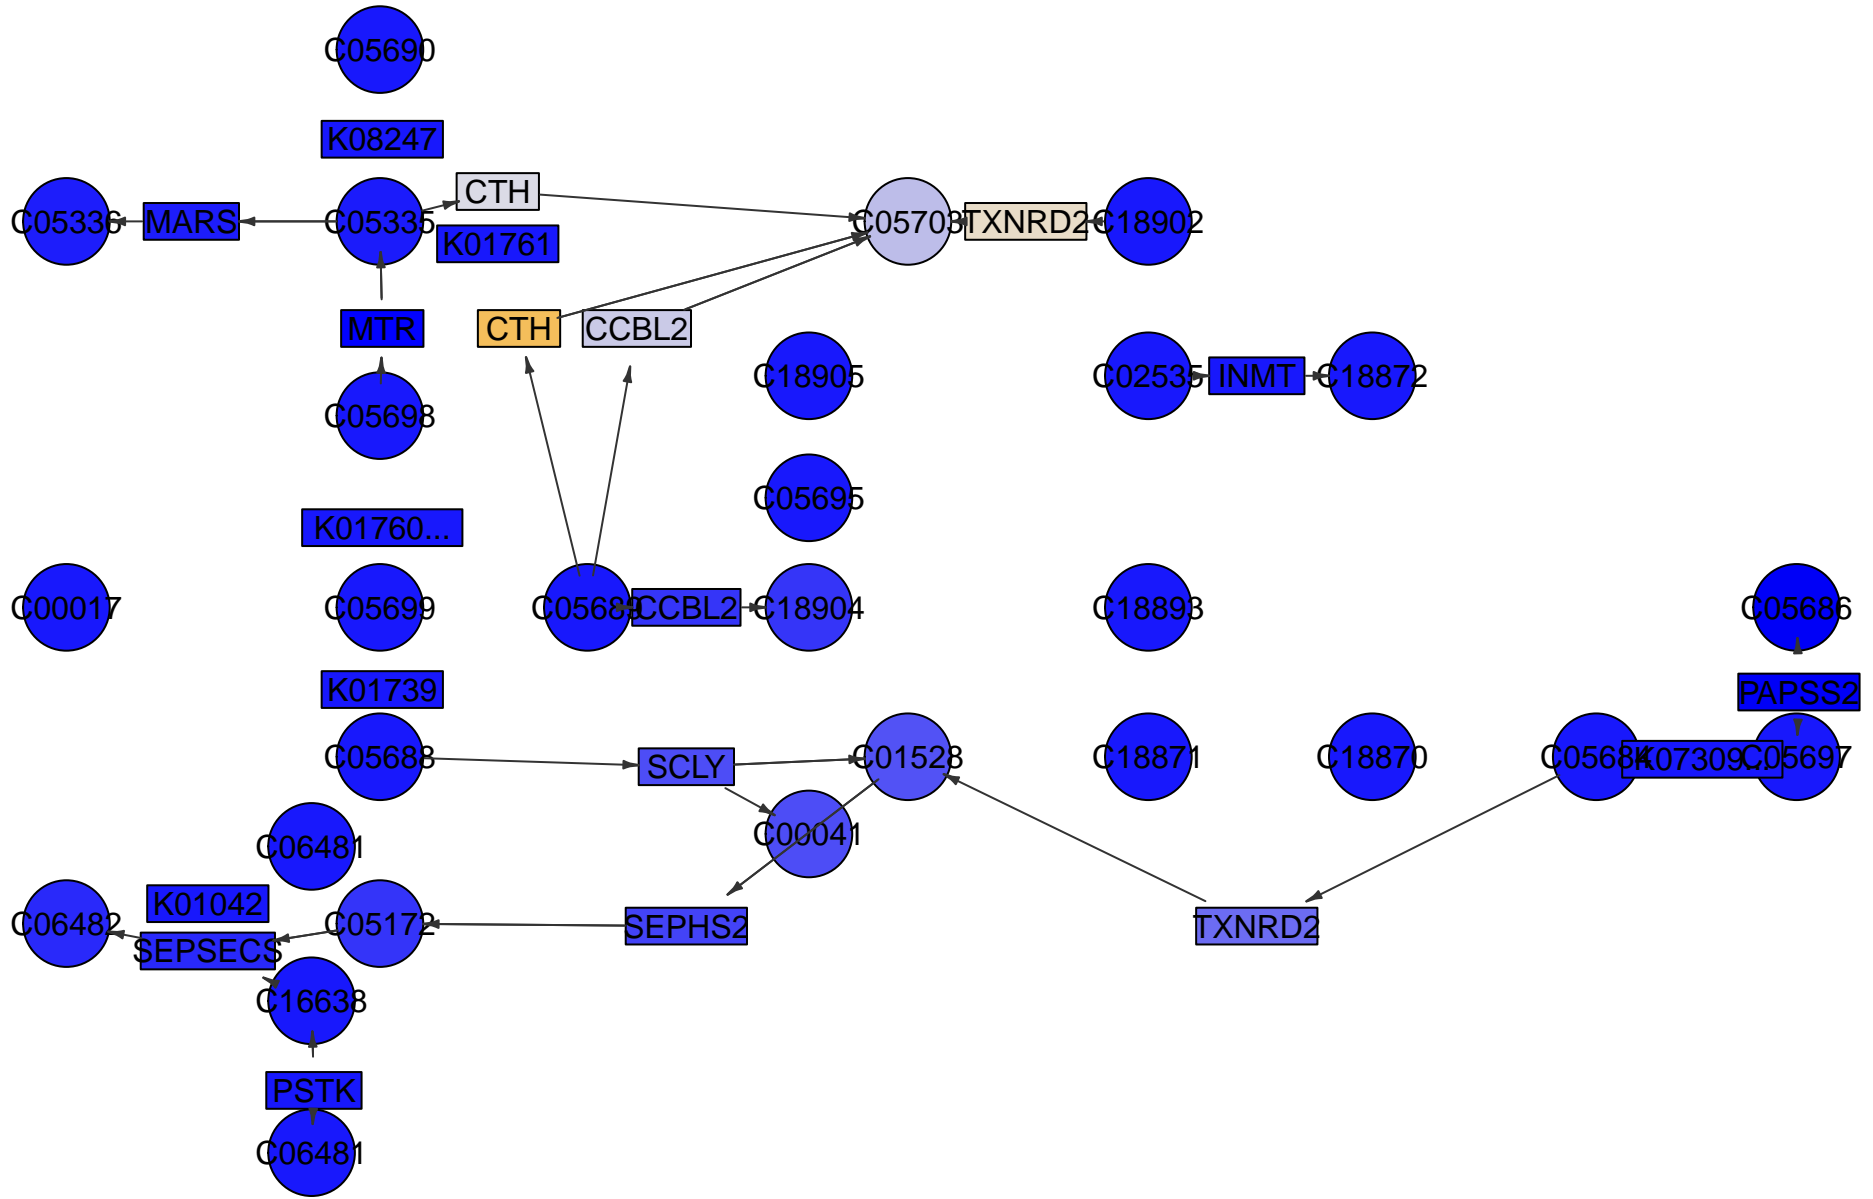 C05690
K08247
CTH
C05336
MARS
C05335
C05703
TXNRD2
C18902
K01761
MTR
CTH
CCBL2
C18905
C02535
INMT
C18872
C05698
C05695
K01760...
C00017
C05699
C05689
CCBL2
C18904
C18893
C05686
K01739
PAPSS2
C05688
SCLY
C01528
C18871
C18870
C05684
K07309...
C05697
C00041
C06481
K01042
C06482
C05172
SEPHS2
TXNRD2
SEPSECS
C16638
PSTK
C06481